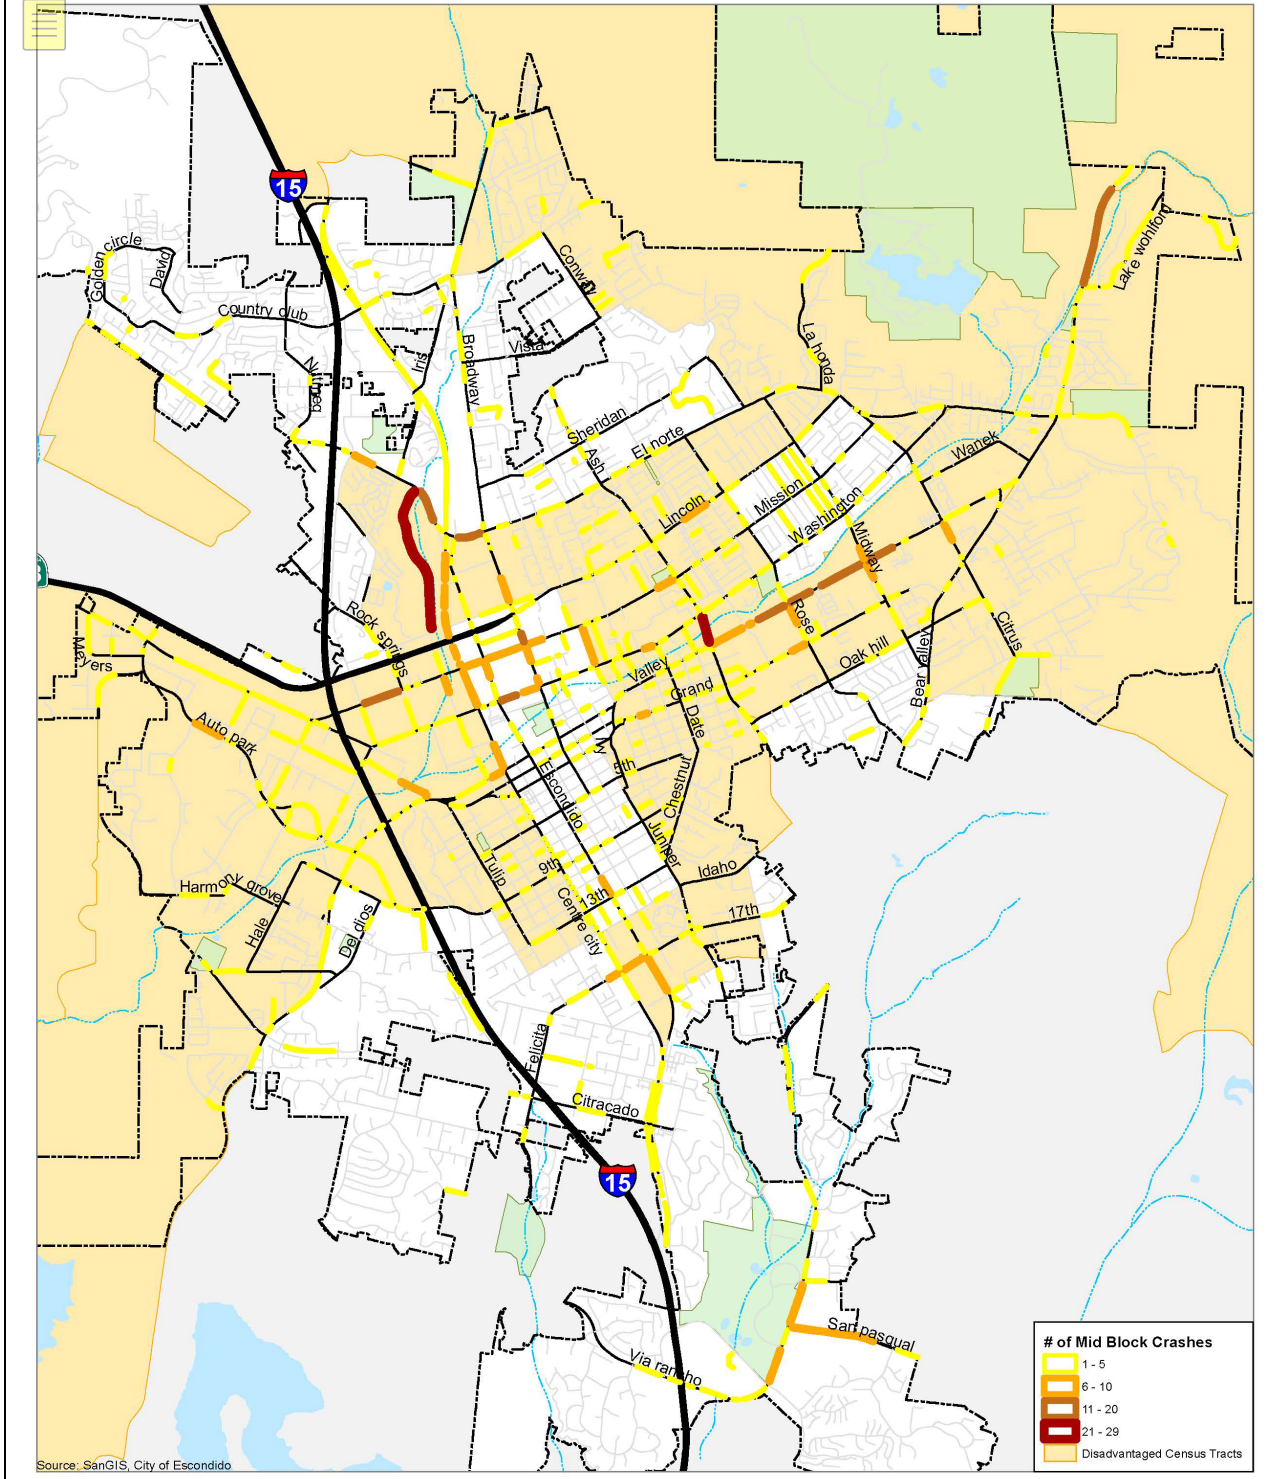 15
Golden circle
David
Conway
Lake wohlford
Country club
La honda
Iris
Broadway
Vista
Nutmeg
Sheridan
Ash
El norte
Wanek
Lincoln
Mission
Washington
Midway
Rock springs
Rose
Citrus
Meyers
Valley
Oak hill
Bear valley
Grand
Auto park
Date
Ivy
5th
Escondido
Chestnut
Juniper
Tulip
9th
Idaho
Harmony grove
13th
Hale
Del dios
Centre city
17th
Felicita
Citracado
15
San pasqual
Via rancho
# of Mid Block Crashes
1 - 5
6 - 10
11 - 20
21 - 29
Disadvantaged Census Tracts
Source: SanGIS, City of Escondido